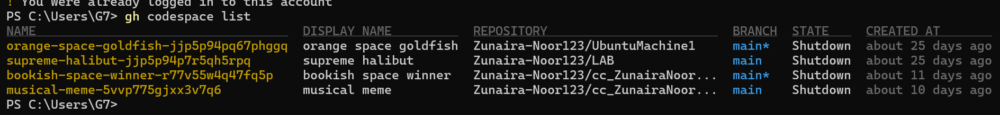 ! You were already logged in to this account
PS C:\Users\G7> gh codespace list
NAME DISPLAY NAME REPOSITORY BRANCH STATE CREATED AT
orange-space-goldfish-jjp5p94pq67phggq orange space goldfish Zunaira-Noor123/UbuntuMachine1 main* Shutdown about 25 days ago
supreme-halibut-jjp5p94p7r5qh5rpq supreme halibut Zunaira-Noor123/LAB main Shutdown about 25 days ago
bookish-space-winner-r77v55w4q47fq5p bookish space winner Zunaira-Noor123/cc_ZunairaNoor... main* Shutdown about 11 days ago
musical-meme-5vvp775gjxx3v7q6 musical meme Zunaira-Noor123/cc_ZunairaNoor... main Shutdown about 10 days ago
PS C:\Users\G7>